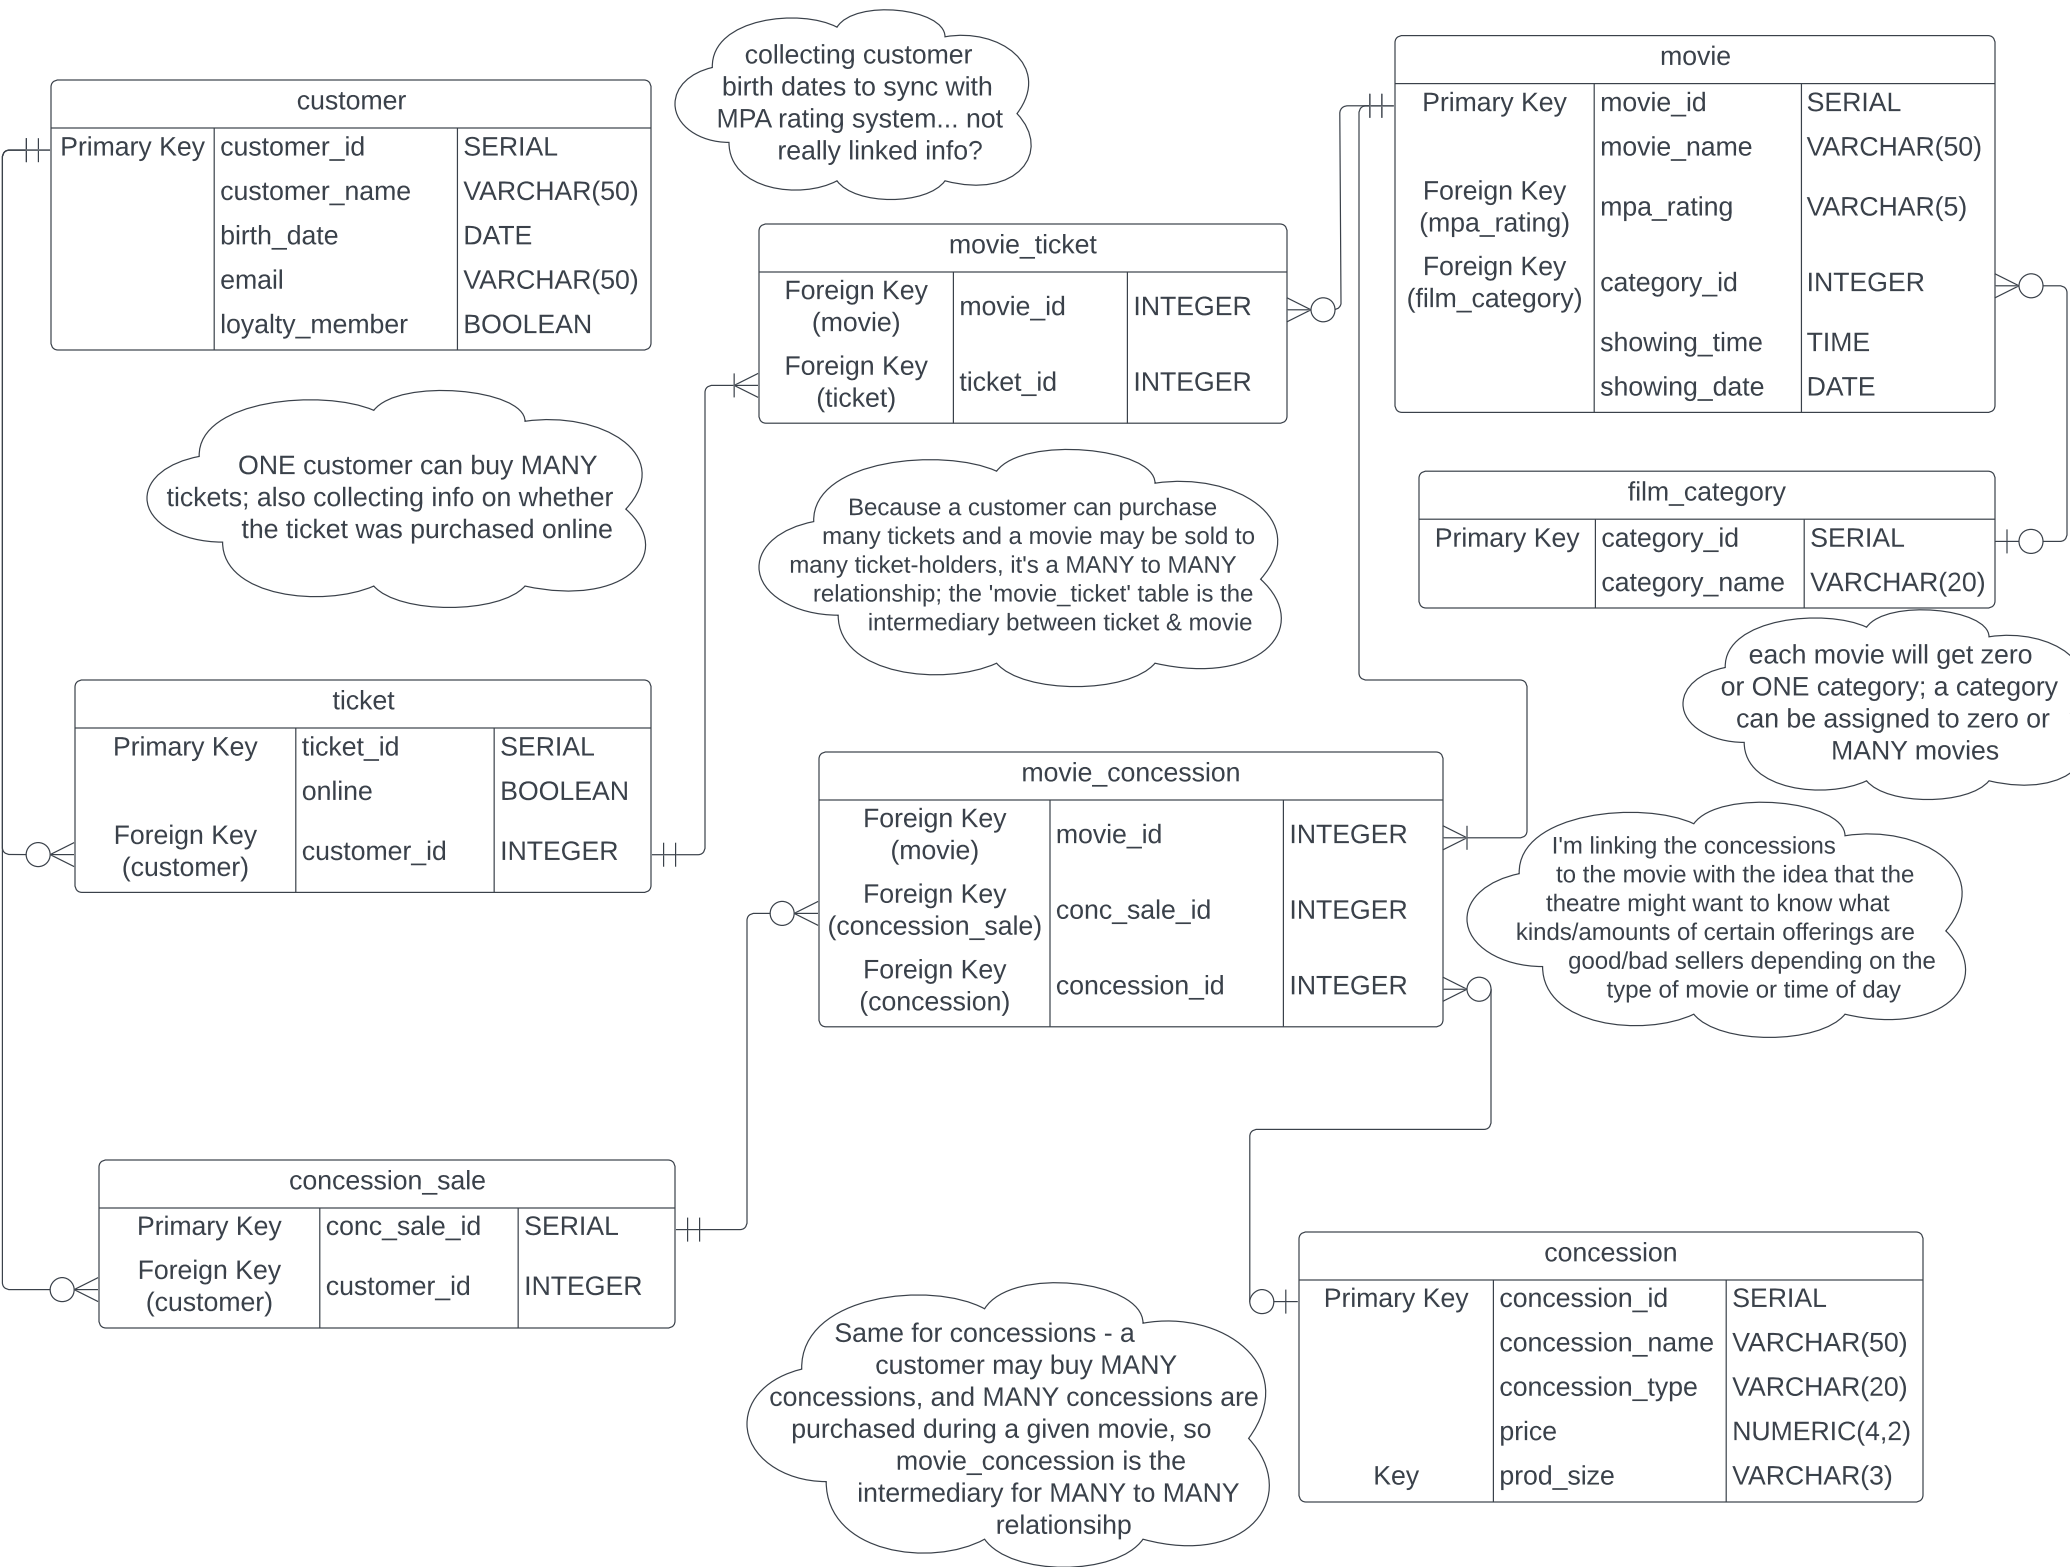 collecting customer
birth dates to sync with
MPA rating system... not
really linked info?
customer
Primary Key customer_id SERIAL
customer_name VARCHAR(50)
birth_date DATE
email VARCHAR(50)
loyalty_member BOOLEAN
movie
Primary Key movie_id SERIAL
movie_name VARCHAR(50)
Foreign Key
(mpa_rating) mpa_rating VARCHAR(5)
Foreign Key
(film_category) category_id INTEGER
showing_time TIME
showing_date DATE
movie_ticket
Foreign Key
(movie) movie_id INTEGER
Foreign Key
(ticket) ticket_id INTEGER
ONE customer can buy MANY
tickets; also collecting info on whether
the ticket was purchased online
Because a customer can purchase
many tickets and a movie may be sold to
many ticket-holders, it's a MANY to MANY
relationship; the 'movie_ticket' table is the
intermediary between ticket & movie
film_category
Primary Key category_id SERIAL
category_name VARCHAR(20)
each movie will get zero
or ONE category; a category
can be assigned to zero or
MANY movies
ticket
Primary Key ticket_id SERIAL
online BOOLEAN
Foreign Key
(customer) customer_id INTEGER
movie_concession
Foreign Key
(movie) movie_id INTEGER
Foreign Key
(concession_sale) conc_sale_id INTEGER
Foreign Key
(concession) concession_id INTEGER
I'm linking the concessions
to the movie with the idea that the
theatre might want to know what
kinds/amounts of certain offerings are
good/bad sellers depending on the
type of movie or time of day
concession_sale
Primary Key conc_sale_id SERIAL
Foreign Key
(customer) customer_id INTEGER
Same for concessions - a
customer may buy MANY
concessions, and MANY concessions are
purchased during a given movie, so
movie_concession is the
intermediary for MANY to MANY
relationsihp
concession
Primary Key concession_id SERIAL
concession_name VARCHAR(50)
concession_type VARCHAR(20)
price NUMERIC(4,2)
Key prod_size VARCHAR(3)